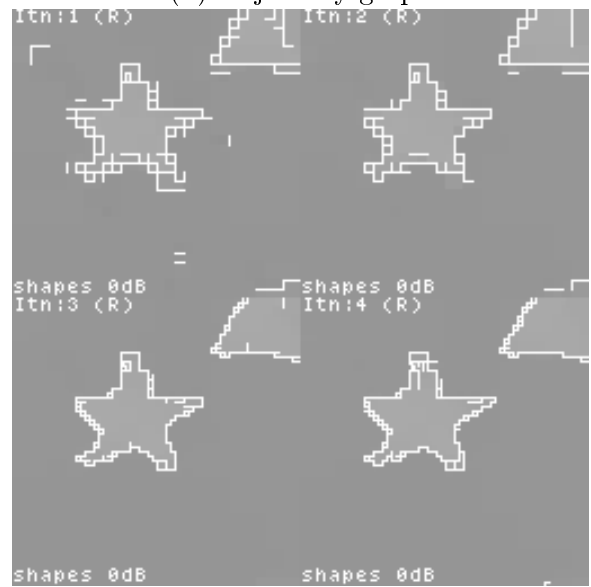 Itn:1 (R)
Itn:2 (R)
shapes 0dB
shapes 0dB
Itn:3 (R)
Itn:4 (R)
shapes 0dB
shapes 0dB